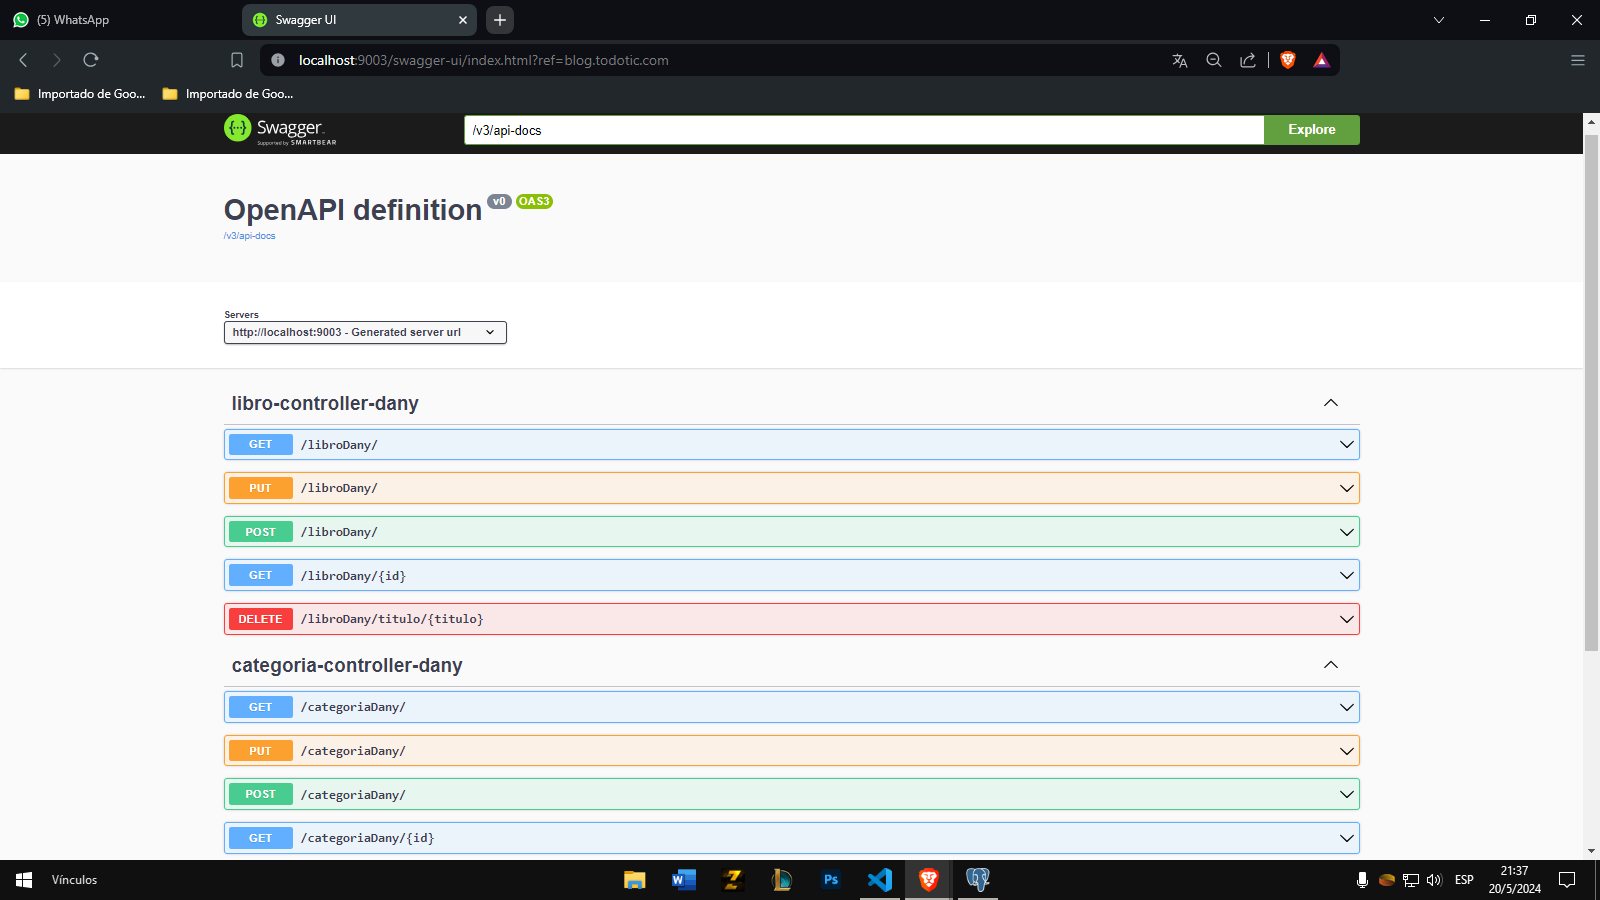 (5) WhatsApp
Swagger UI
localhost:9003/swagger-ui/index.html?ref=blog.todotic.com
Importado de Goo...
Importado de Goo...
Swagger
Supported by SMARTBEAR
/v3/api-docs
Explore
OpenAPI definition v0 OAS3
/v3/api-docs
Servers
http://localhost:9003 - Generated server url
libro-controller-dany
GET /libroDany/
PUT /libroDany/
POST /libroDany/
GET /libroDany/{id}
DELETE /libroDany/titulo/{titulo}
categoria-controller-dany
GET /categoriaDany/
PUT /categoriaDany/
POST /categoriaDany/
GET /categoriaDany/{id}
Vínculos
Ps
ESP
21:37
20/5/2024